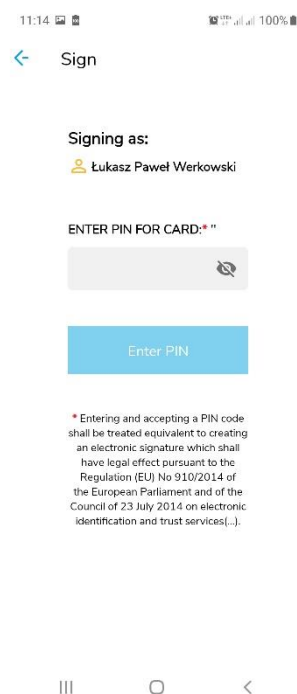 11:14 100%
Sign
Signing as:
Łukasz Paweł Werkowski
ENTER PIN FOR CARD:* "
Enter PIN
* Entering and accepting a PIN code
shall be treated equivalent to creating
an electronic signature which shall
have legal effect pursuant to the
Regulation (EU) No 910/2014 of
the European Parliament and of the
Council of 23 July 2014 on electronic
identification and trust services(...).